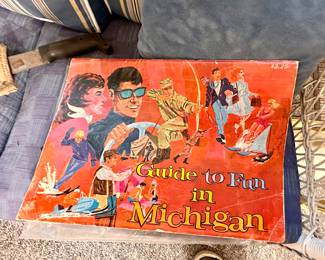 Guide to Fun
in
Michigan